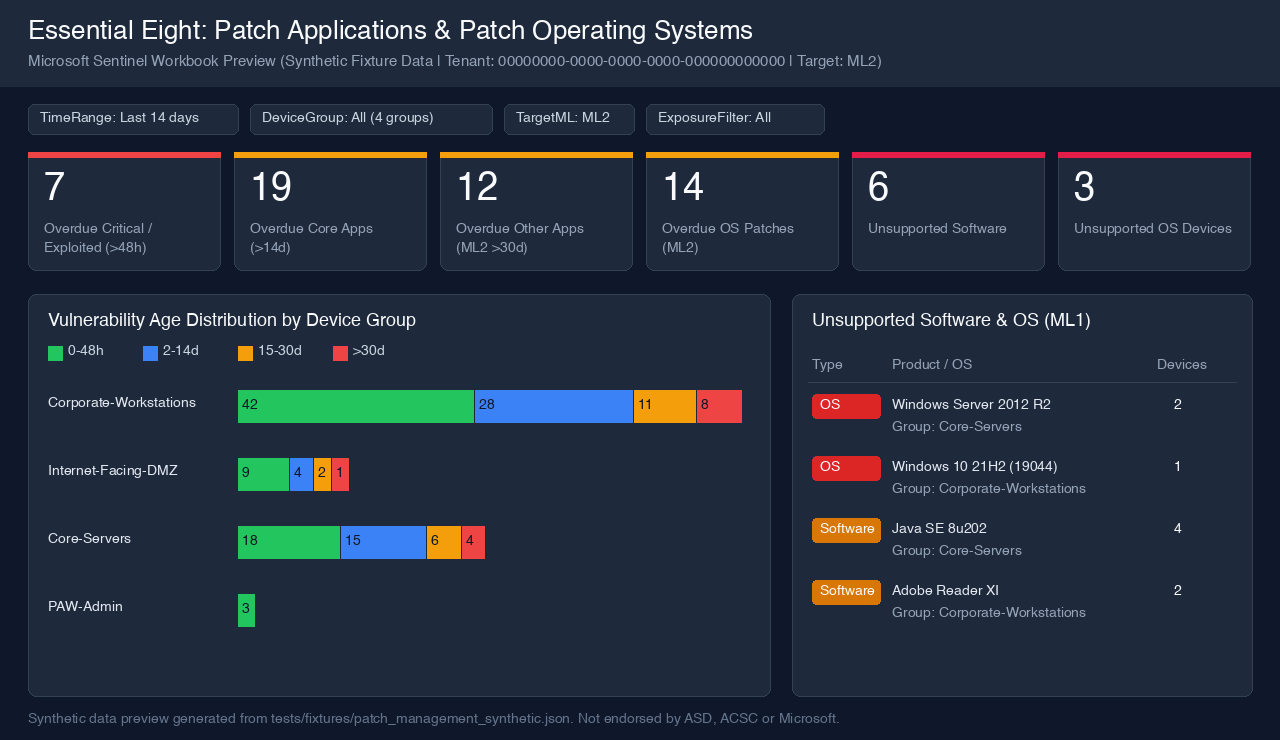 Essential Eight: Patch Applications & Patch Operating Systems
Microsoft Sentinel Workbook Preview (Synthetic Fixture Data | Tenant: 00000000-0000-0000-0000-000000000000 | Target: ML2)
TimeRange: Last 14 days
DeviceGroup: All (4 groups)
TargetML: ML2
ExposureFilter: All
7
Overdue Critical /
Exploited (>48h)
19
Overdue Core Apps
(>14d)
12
Overdue Other Apps
(ML2 >30d)
14
Overdue OS Patches
(ML2)
6
Unsupported Software
3
Unsupported OS Devices
Vulnerability Age Distribution by Device Group
0-48h 2-14d 15-30d >30d
Corporate-Workstations 42 28 11 8
Internet-Facing-DMZ 9 4 2 1
Core-Servers 18 15 6 4
PAW-Admin 3
Unsupported Software & OS (ML1)
Type Product / OS Devices
OS Windows Server 2012 R2 2
Group: Core-Servers
OS Windows 10 21H2 (19044) 1
Group: Corporate-Workstations
Software Java SE 8u202 4
Group: Core-Servers
Software Adobe Reader XI 2
Group: Corporate-Workstations
Synthetic data preview generated from tests/fixtures/patch_management_synthetic.json. Not endorsed by ASD, ACSC or Microsoft.